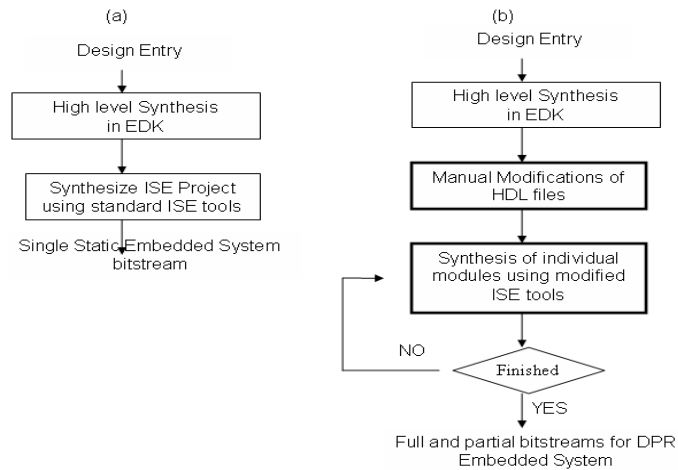 (a)
Design Entry
High level Synthesis
in EDK
Synthesize ISE Project
using standard ISE tools
Single Static Embedded System
bitstream
(b)
Design Entry
High level Synthesis
in EDK
Manual Modifications of
HDL files
Synthesis of individual
modules using modified
ISE tools
NO
Finished
YES
Full and partial bitstreams for DPR
Embedded System